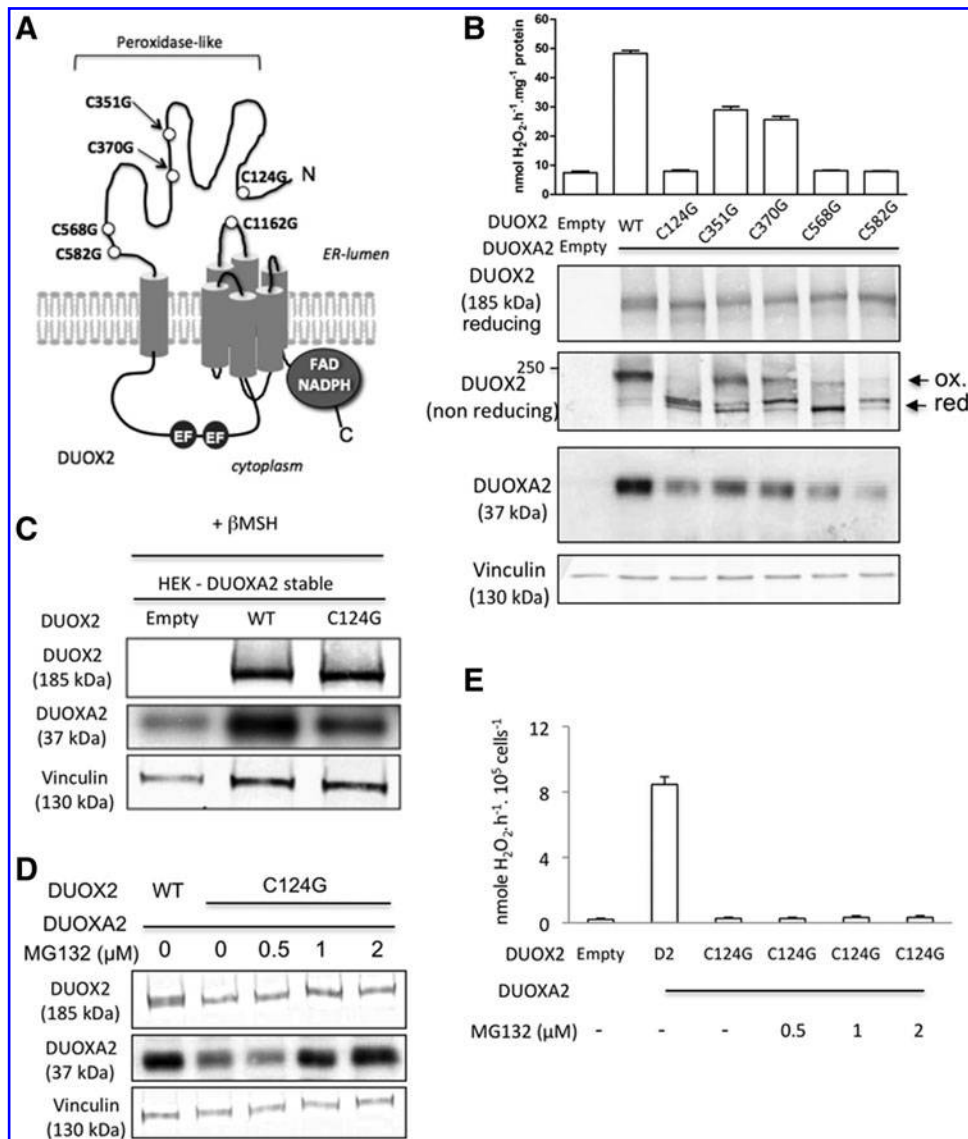 A
Peroxidase-like
C351G
C370G
C124G
N
C1162G
C568G
C582G
ER-lumen
FAD
NADPH
C
EF EF
DUOX2
cytoplasm
B
nmol H₂O₂.h⁻¹.mg⁻¹ protein
60
50
40
30
20
10
0
DUOX2 Empty WT C124G C351G C370G C568G C582G
DUOXA2 Empty
DUOX2
(185 kDa)
reducing
250
DUOX2
(non reducing)
ox.
red
DUOXA2
(37 kDa)
Vinculin
(130 kDa)
C
+ βMSH
HEK - DUOXA2 stable
DUOX2 Empty WT C124G
DUOX2
(185 kDa)
DUOXA2
(37 kDa)
Vinculin
(130 kDa)
D
DUOX2 WT C124G
DUOXA2
MG132 (µM) 0 0 0.5 1 2
DUOX2
(185 kDa)
DUOXA2
(37 kDa)
Vinculin
(130 kDa)
E
nmole H₂O₂.h⁻¹. 10⁵ cells⁻¹
12
8
4
0
DUOX2 Empty D2 C124G C124G C124G C124G
DUOXA2
MG132 (µM) - - - 0.5 1 2